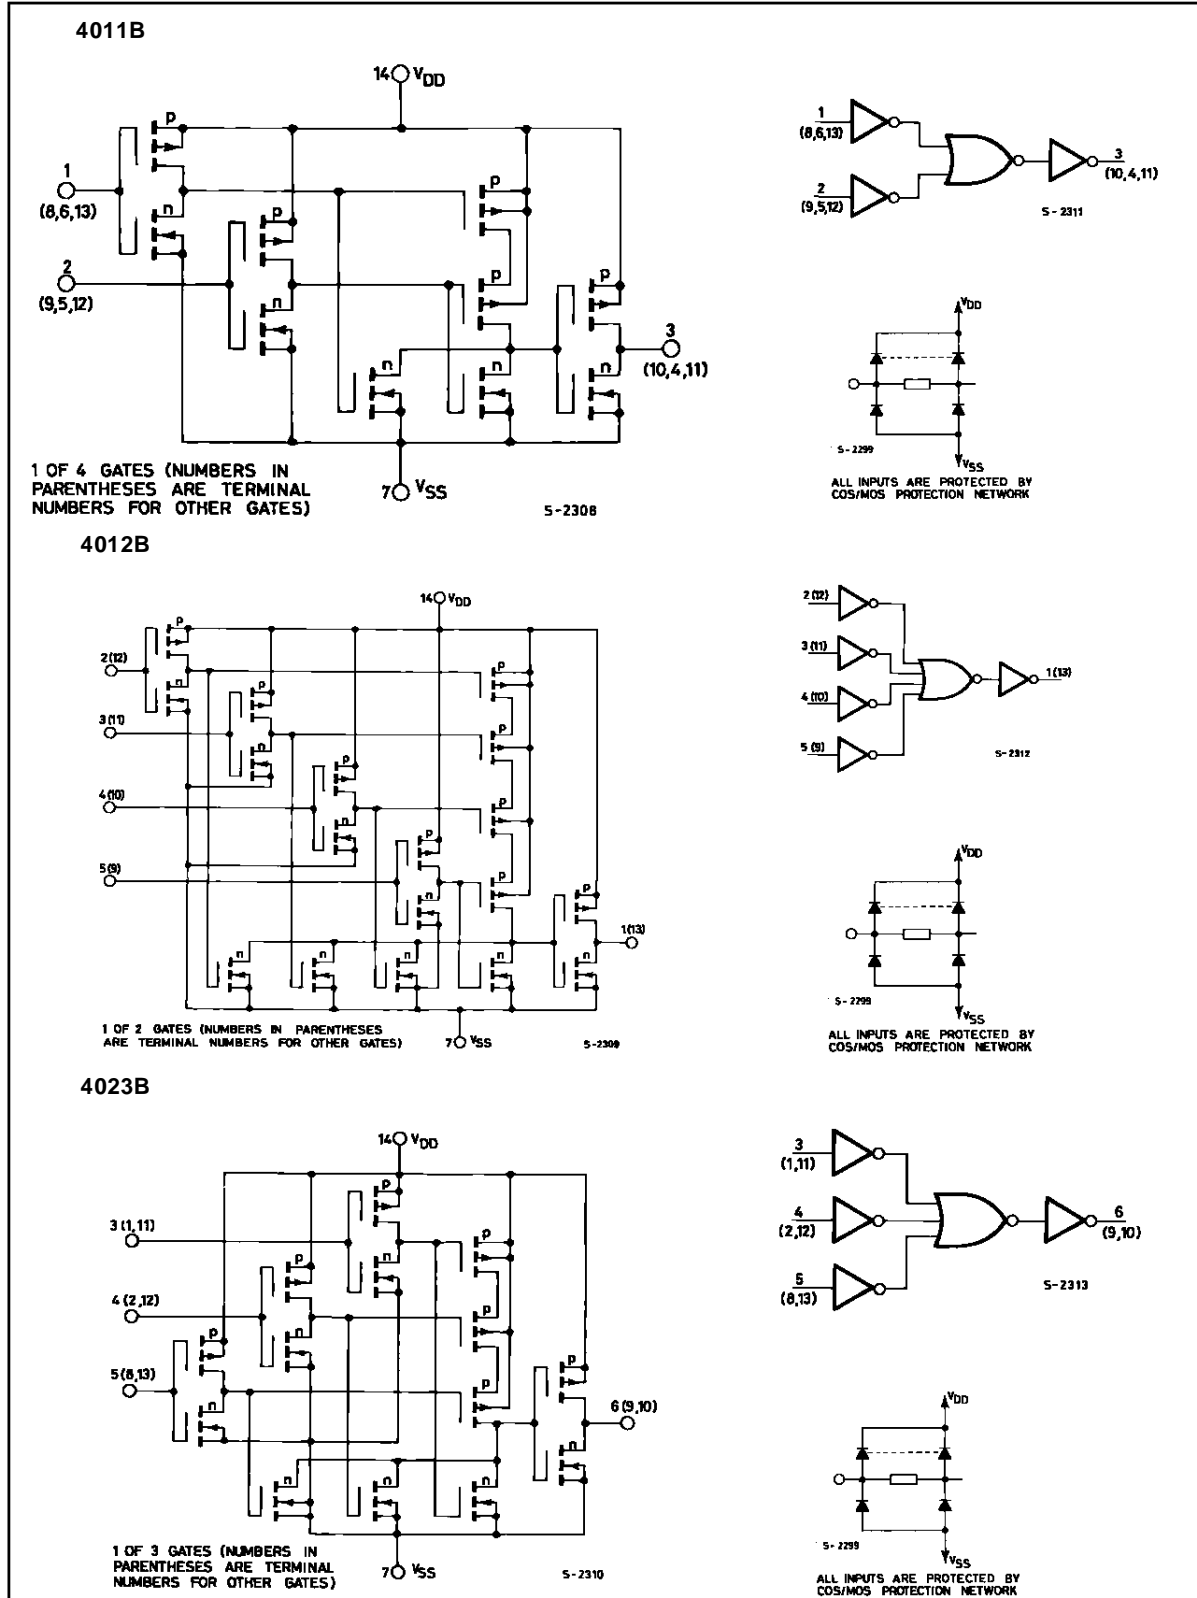 4011B
14 VDD
p
1
(8,6,13)
n
p
2
(9,5,12)
n
p
p
p
n
n
n
3
(10,4,11)
7 VSS
1 OF 4 GATES (NUMBERS IN
PARENTHESES ARE TERMINAL
NUMBERS FOR OTHER GATES)
S-2308
1
(8,6,13)
2
(9,5,12)
3
(10,4,11)
S-2311
VDD
S-2299
VSS
ALL INPUTS ARE PROTECTED BY
COS/MOS PROTECTION NETWORK
4012B
14 VDD
p
2(12)
n
p
p
3(11)
n
p
p
4(10)
n
p
p
5(9)
n
p
p
n
n
n
n
n
1(13)
7 VSS
1 OF 2 GATES (NUMBERS IN PARENTHESES
ARE TERMINAL NUMBERS FOR OTHER GATES)
S-2309
2(12)
3(11)
4(10)
5(9)
1(13)
S-2312
VDD
S-2299
VSS
ALL INPUTS ARE PROTECTED BY
COS/MOS PROTECTION NETWORK
4023B
14 VDD
p
3(1,11)
n
p
p
4(2,12)
n
p
p
5(8,13)
n
p
p
n
n
n
n
6(9,10)
7 VSS
1 OF 3 GATES (NUMBERS IN
PARENTHESES ARE TERMINAL
NUMBERS FOR OTHER GATES)
S-2310
3
(1,11)
4
(2,12)
5
(8,13)
6
(9,10)
S-2313
VDD
S-2299
VSS
ALL INPUTS ARE PROTECTED BY
COS/MOS PROTECTION NETWORK